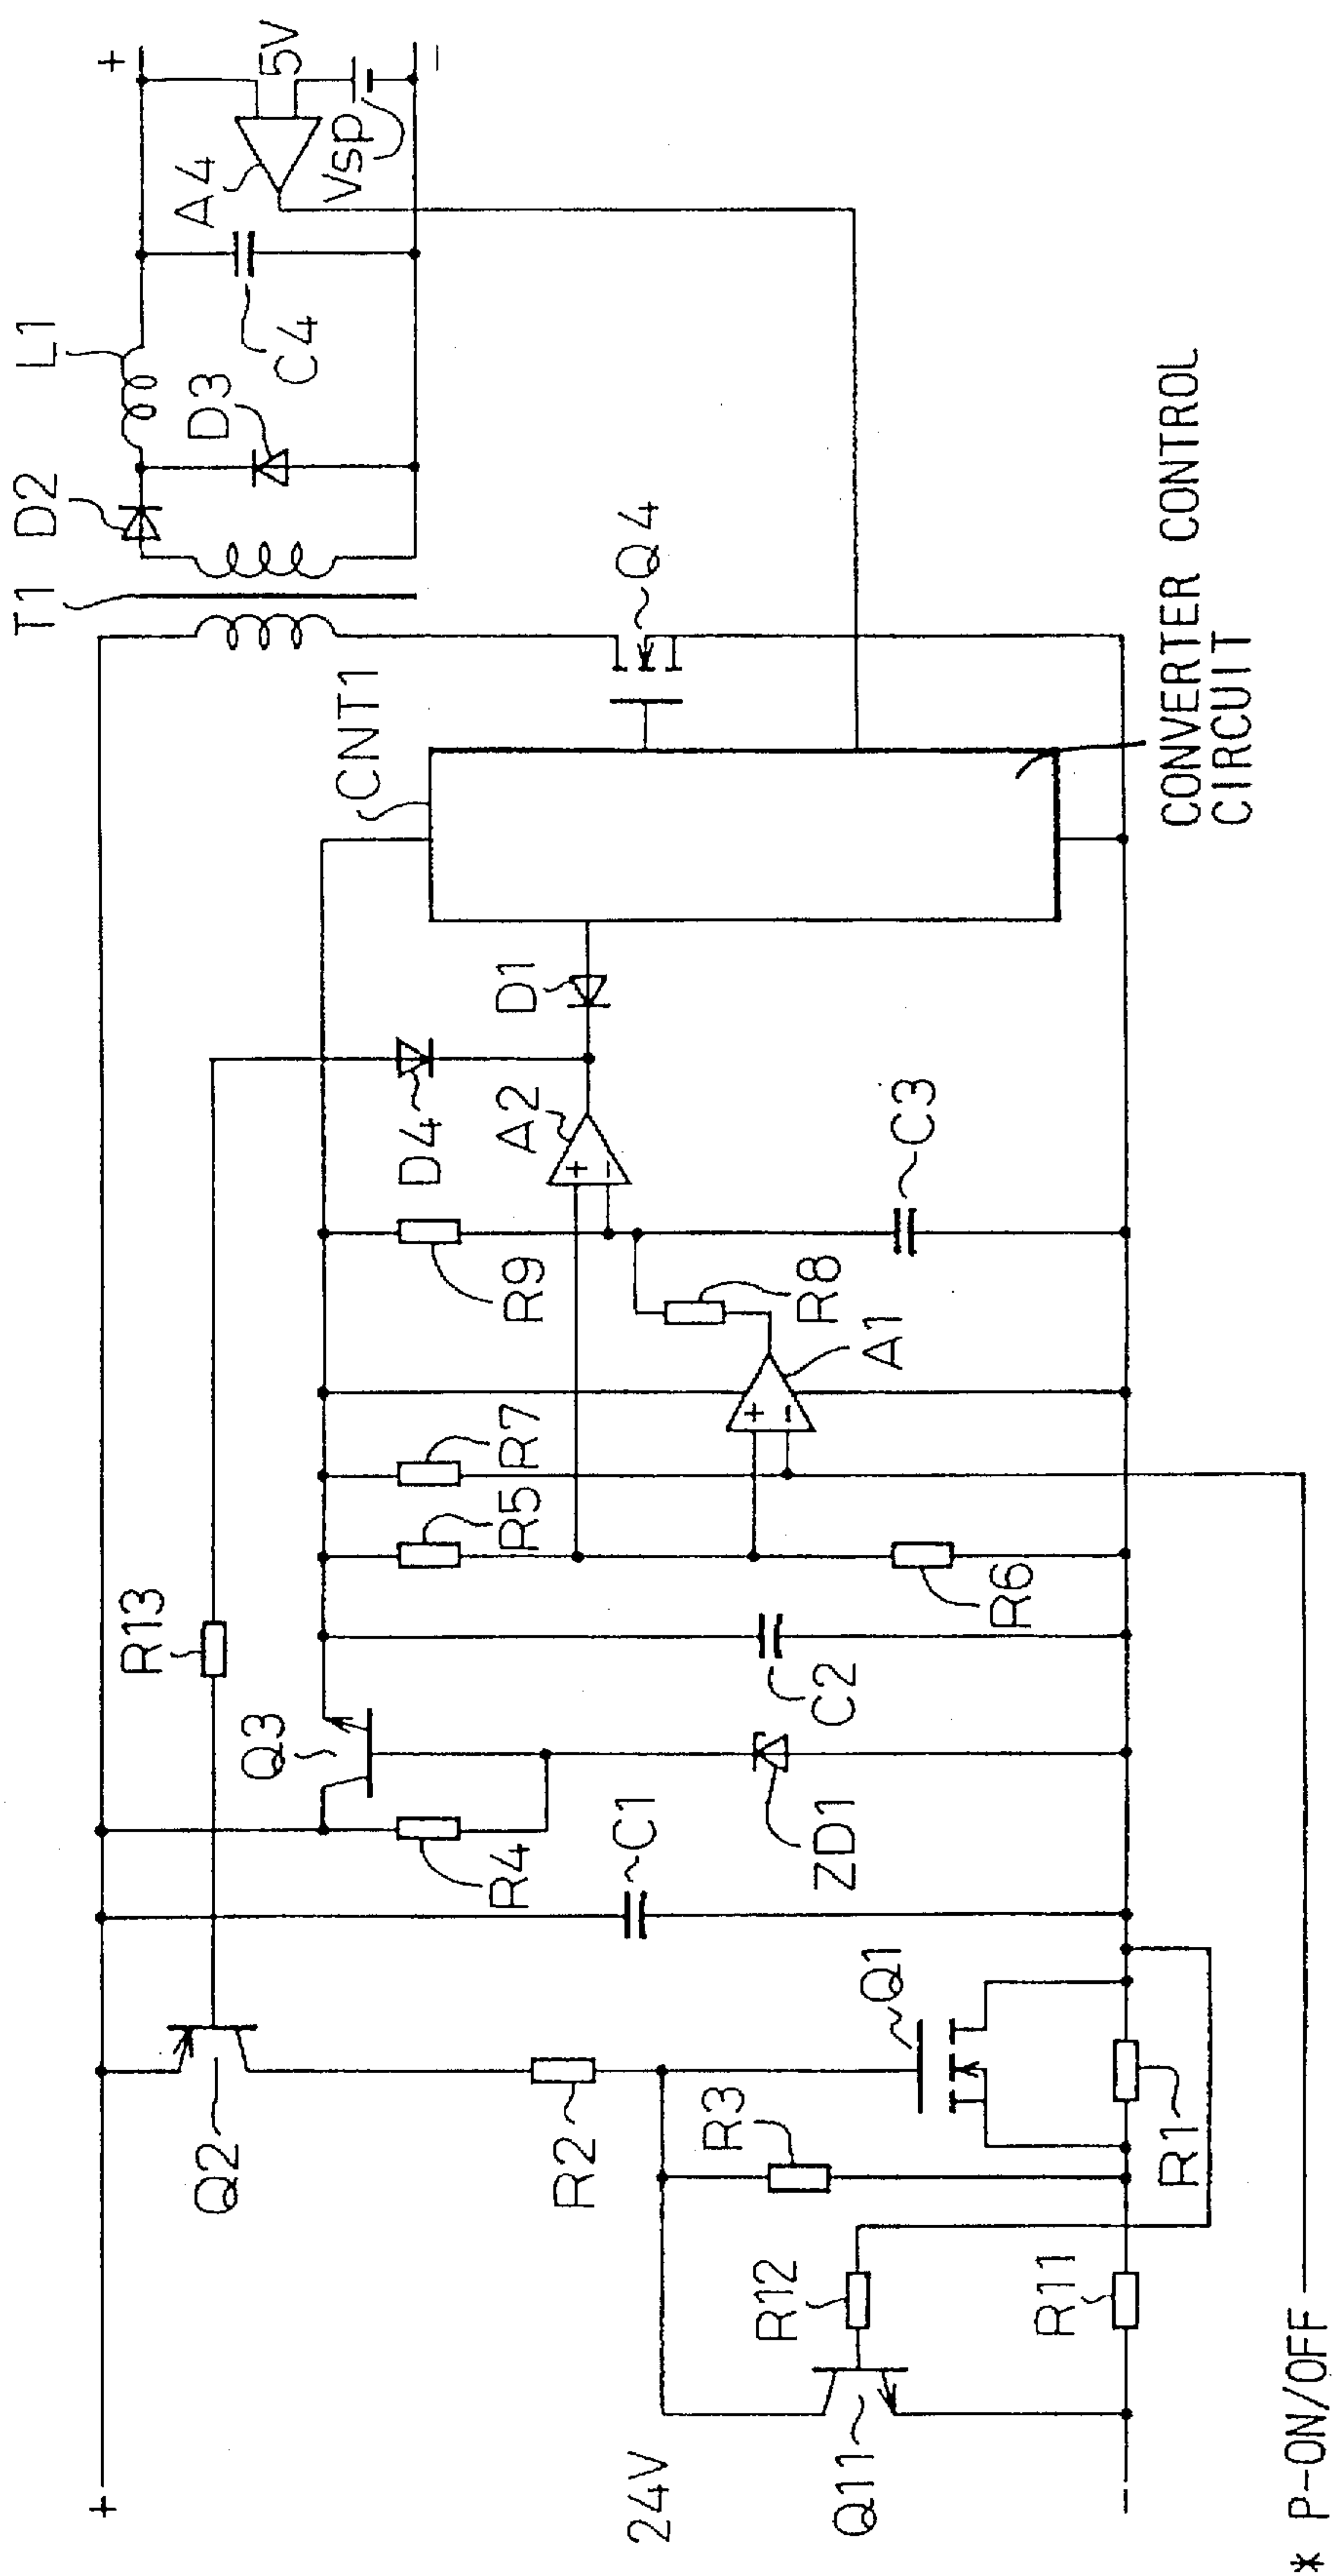 +
24V
-
* P-ON/OFF
Q11
R12
R11
R3
R1
Q2
R2
Q1
C1
R4
ZD1
Q3
R13
C2
R6
R5
R7
+
-
A1
R8
R9
+
-
A2
C3
D4
D1
CNT1
CONVERTER CONTROL
CIRCUIT
Q4
T1
D2
D3
L1
C4
A4
Vsp
5V
+
-